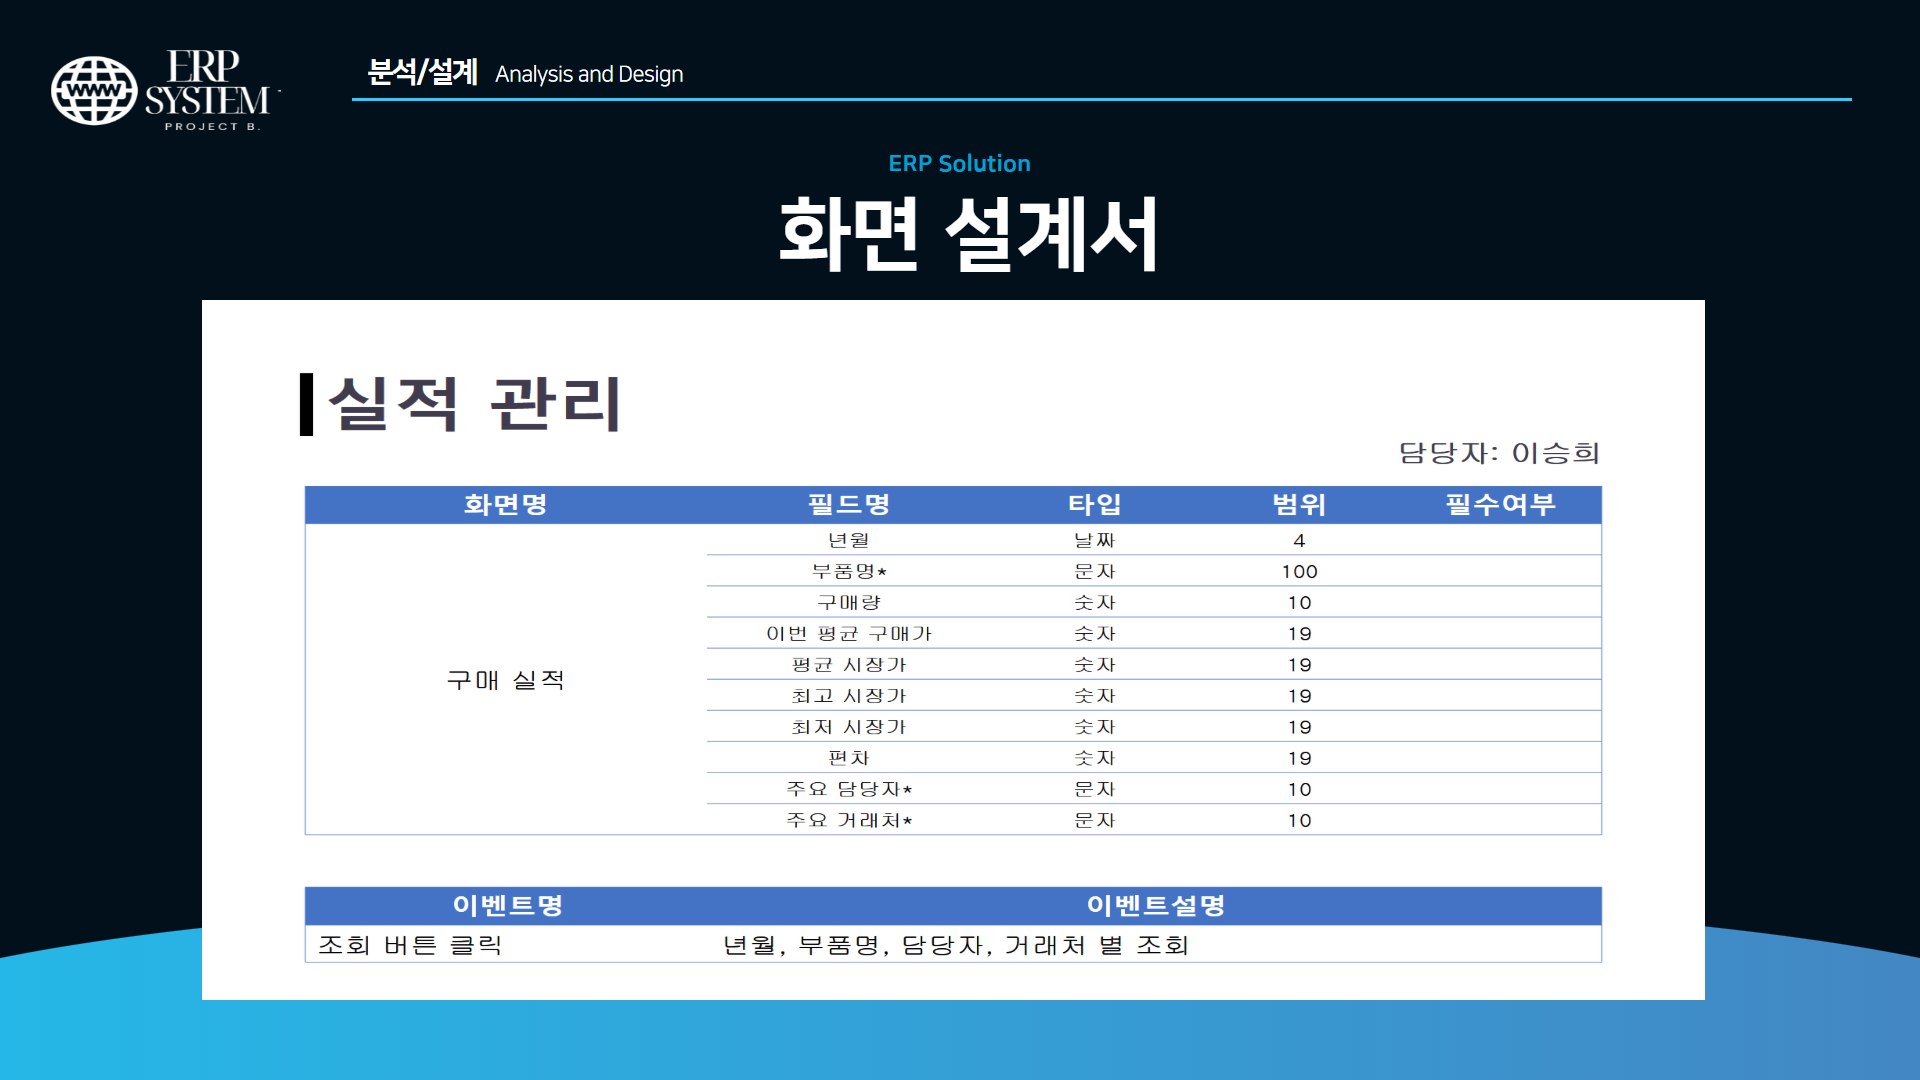 WWW
ERP
SYSTEM
PROJECT B.
분석/설계 Analysis and Design
ERP Solution
화면 설계서
실적 관리
담당자: 이승희
화면명 필드명 타입 범위 필수여부
년월 날짜 4
부품명* 문자 100
구매량 숫자 10
이번 평균 구매가 숫자 19
평균 시장가 숫자 19
구매 실적
최고 시장가 숫자 19
최저 시장가 숫자 19
편차 숫자 19
주요 담당자* 문자 10
주요 거래처* 문자 10
이벤트명 이벤트설명
조회 버튼 클릭 년월, 부품명, 담당자, 거래처 별 조회